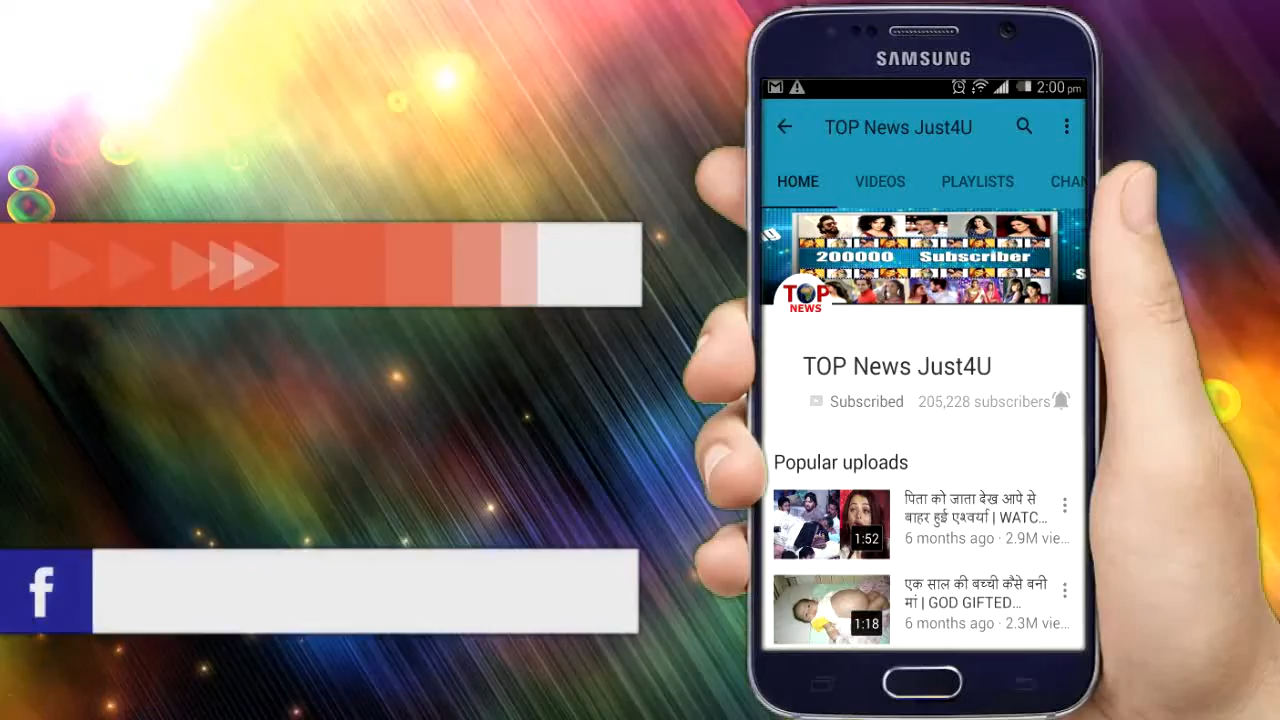 SAMSUNG
2:00 pm
TOP News Just4U
HOME VIDEOS PLAYLISTS CHAN
200000 Subscriber
TOP
NEWS
TOP News Just4U
Subscribed 205,228 subscribers
Popular uploads
पिता को जाता देख आपे से
बाहर हुई एश्वर्या | WATC...
1:52
6 months ago · 2.9M vie...
एक साल की बच्ची कैसे बनी
मां | GOD GIFTED...
1:18
6 months ago · 2.3M vie...
f